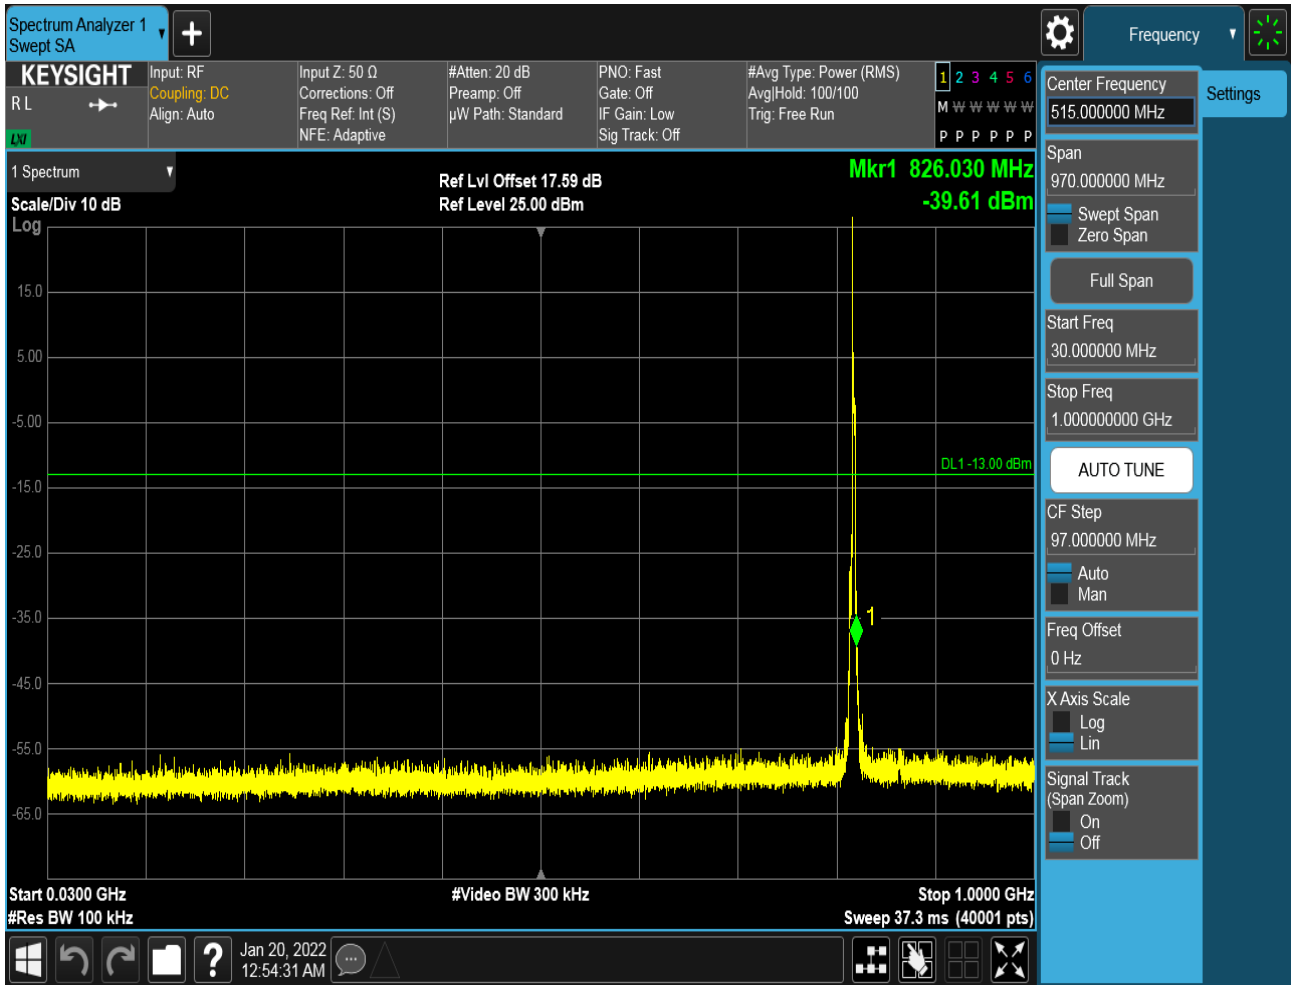 Spectrum Analyzer 1
Swept SA
Frequency
KEYSIGHT
R L
LXI
Input: RF
Coupling: DC
Align: Auto
Input Z: 50 Ω
Corrections: Off
Freq Ref: Int (S)
NFE: Adaptive
#Atten: 20 dB
Preamp: Off
µW Path: Standard
PNO: Fast
Gate: Off
IF Gain: Low
Sig Track: Off
#Avg Type: Power (RMS)
Avg|Hold: 100/100
Trig: Free Run
1 2 3 4 5 6
M W W W W W
P P P P P P
1 Spectrum
Scale/Div 10 dB
Log
Ref Lvl Offset 17.59 dB
Ref Level 25.00 dBm
Mkr1 826.030 MHz
-39.61 dBm
15.0
5.00
-5.00
DL1 -13.00 dBm
-15.0
-25.0
-35.0
1
-45.0
-55.0
-65.0
Start 0.0300 GHz
#Video BW 300 kHz
Stop 1.0000 GHz
#Res BW 100 kHz
Sweep 37.3 ms (40001 pts)
Center Frequency
515.000000 MHz
Settings
Span
970.000000 MHz
Swept Span
Zero Span
Full Span
Start Freq
30.000000 MHz
Stop Freq
1.000000000 GHz
AUTO TUNE
CF Step
97.000000 MHz
Auto
Man
Freq Offset
0 Hz
X Axis Scale
Log
Lin
Signal Track
(Span Zoom)
On
Off
?
Jan 20, 2022
12:54:31 AM